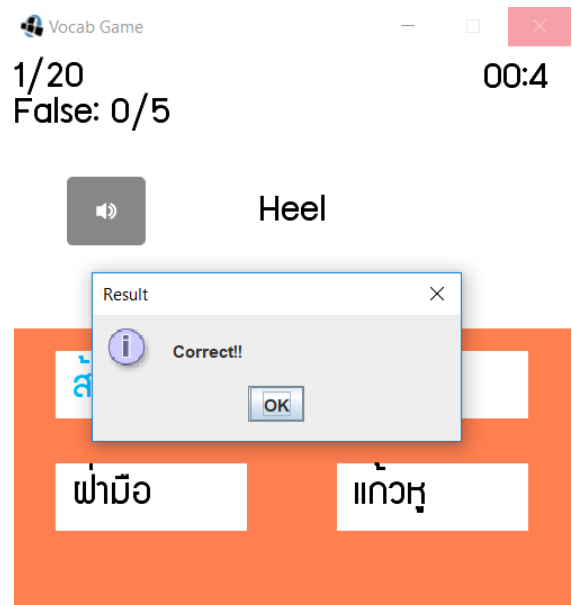 Vocab Game
1/20
00:4
False: 0/5
Heel
Result
Correct!!
OK
ฝ่ามือ
แก้วหู